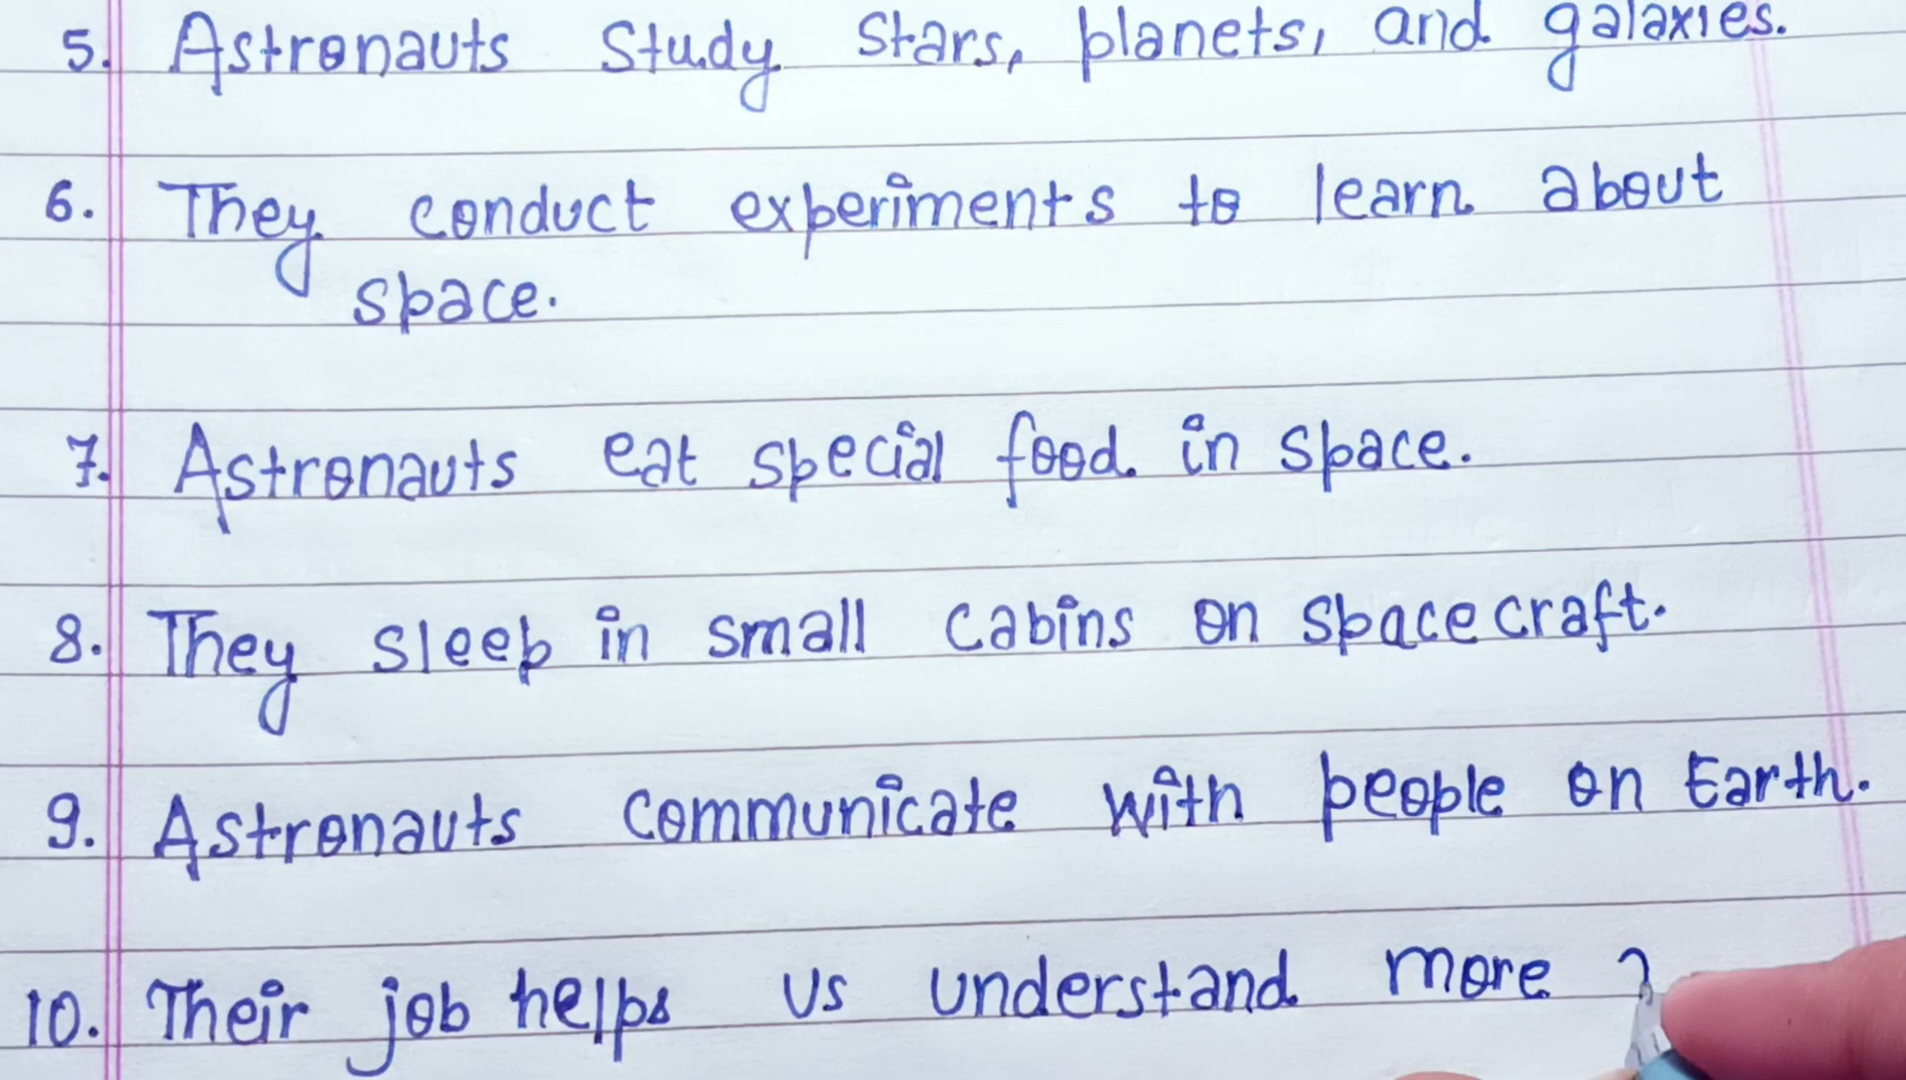 5. Astronauts study stars, planets, and galaxies.
6. They conduct experiments to learn about
space.
7. Astronauts eat special food in space.
8. They sleep in small cabins on spacecraft.
9. Astronauts communicate with people on Earth.
10. Their job helps us understand more